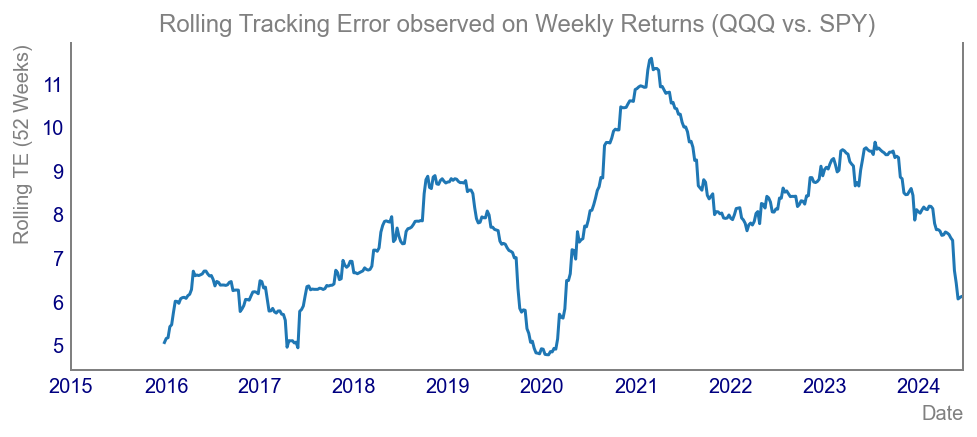 Rolling Tracking Error observed on Weekly Returns (QQQ vs. SPY)
Rolling TE (52 Weeks)
11
10
9
8
7
6
5
2015 2016 2017 2018 2019 2020 2021 2022 2023 2024
Date